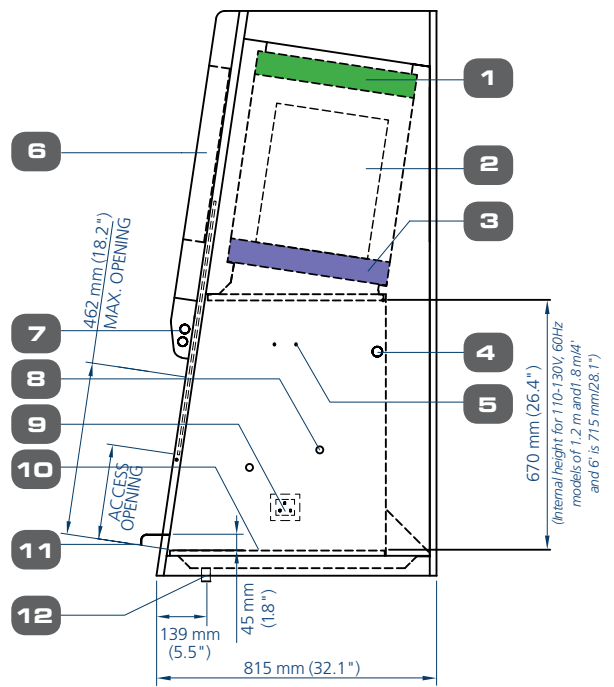 1
2
3
4
5
6
7
8
9
10
11
12
462 mm (18.2")
MAX. OPENING
ACCESS
OPENING
670 mm (26.4")
(Internal height for 110-130V, 60Hz
models of 1.2 m and1.8 m/4'
and 6' is 715 mm/28.1")
45 mm
(1.8")
139 mm
(5.5")
815 mm (32.1")